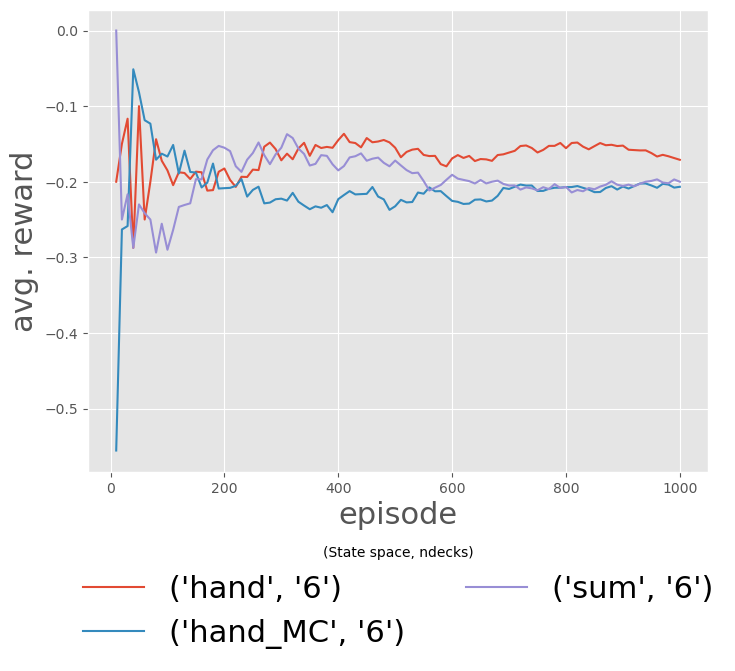 0.0
−0.1
−0.2
−0.3
−0.4
−0.5
avg. reward
0 200 400 600 800 1000
episode
(State space, ndecks)
('hand', '6') ('sum', '6')
('hand_MC', '6')